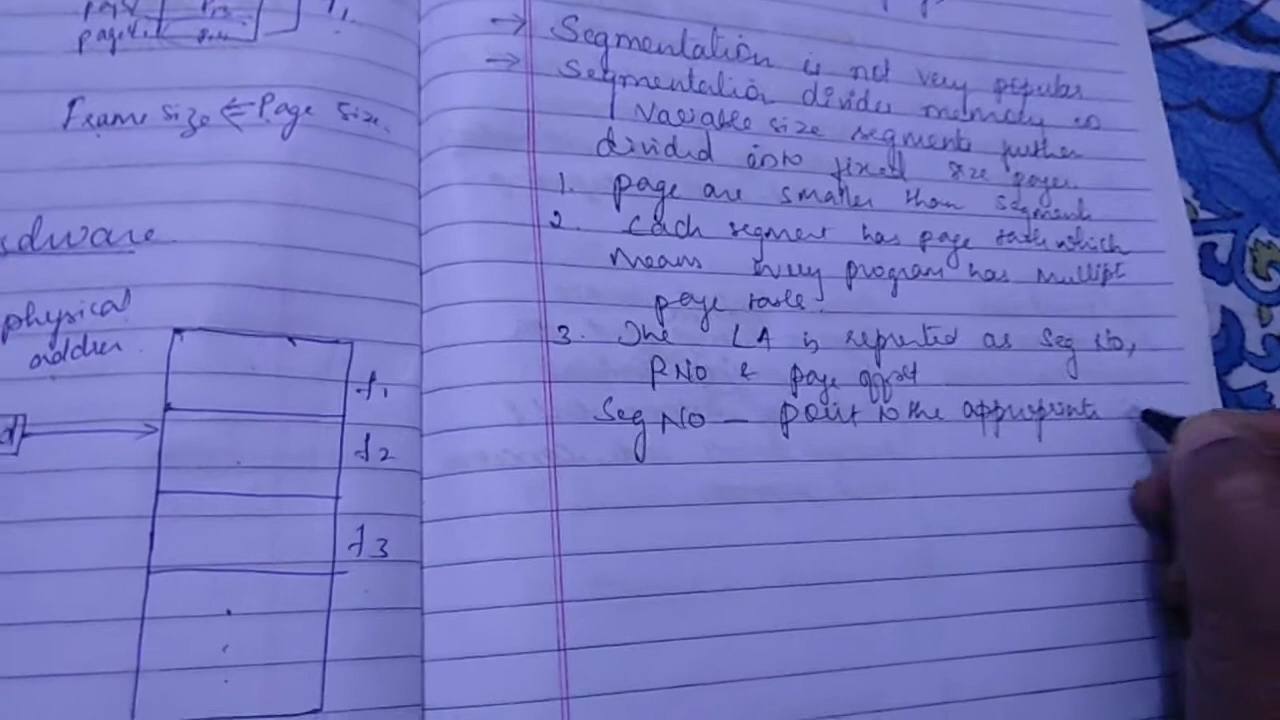 Frame size <= Page size.
dware
physical
addres
d
f1
f2
f3
→ Segmentation is not very popular
→ Segmentation divides memory in
Variable size segments further
divided into fixed size pages.
1. page are smaller than segment
2. Each segment has page table which
means every program has multipt
page table.
3. The LA is reprented as Seg No,
P.NO & page offset
Seg NO — point to the appropriate